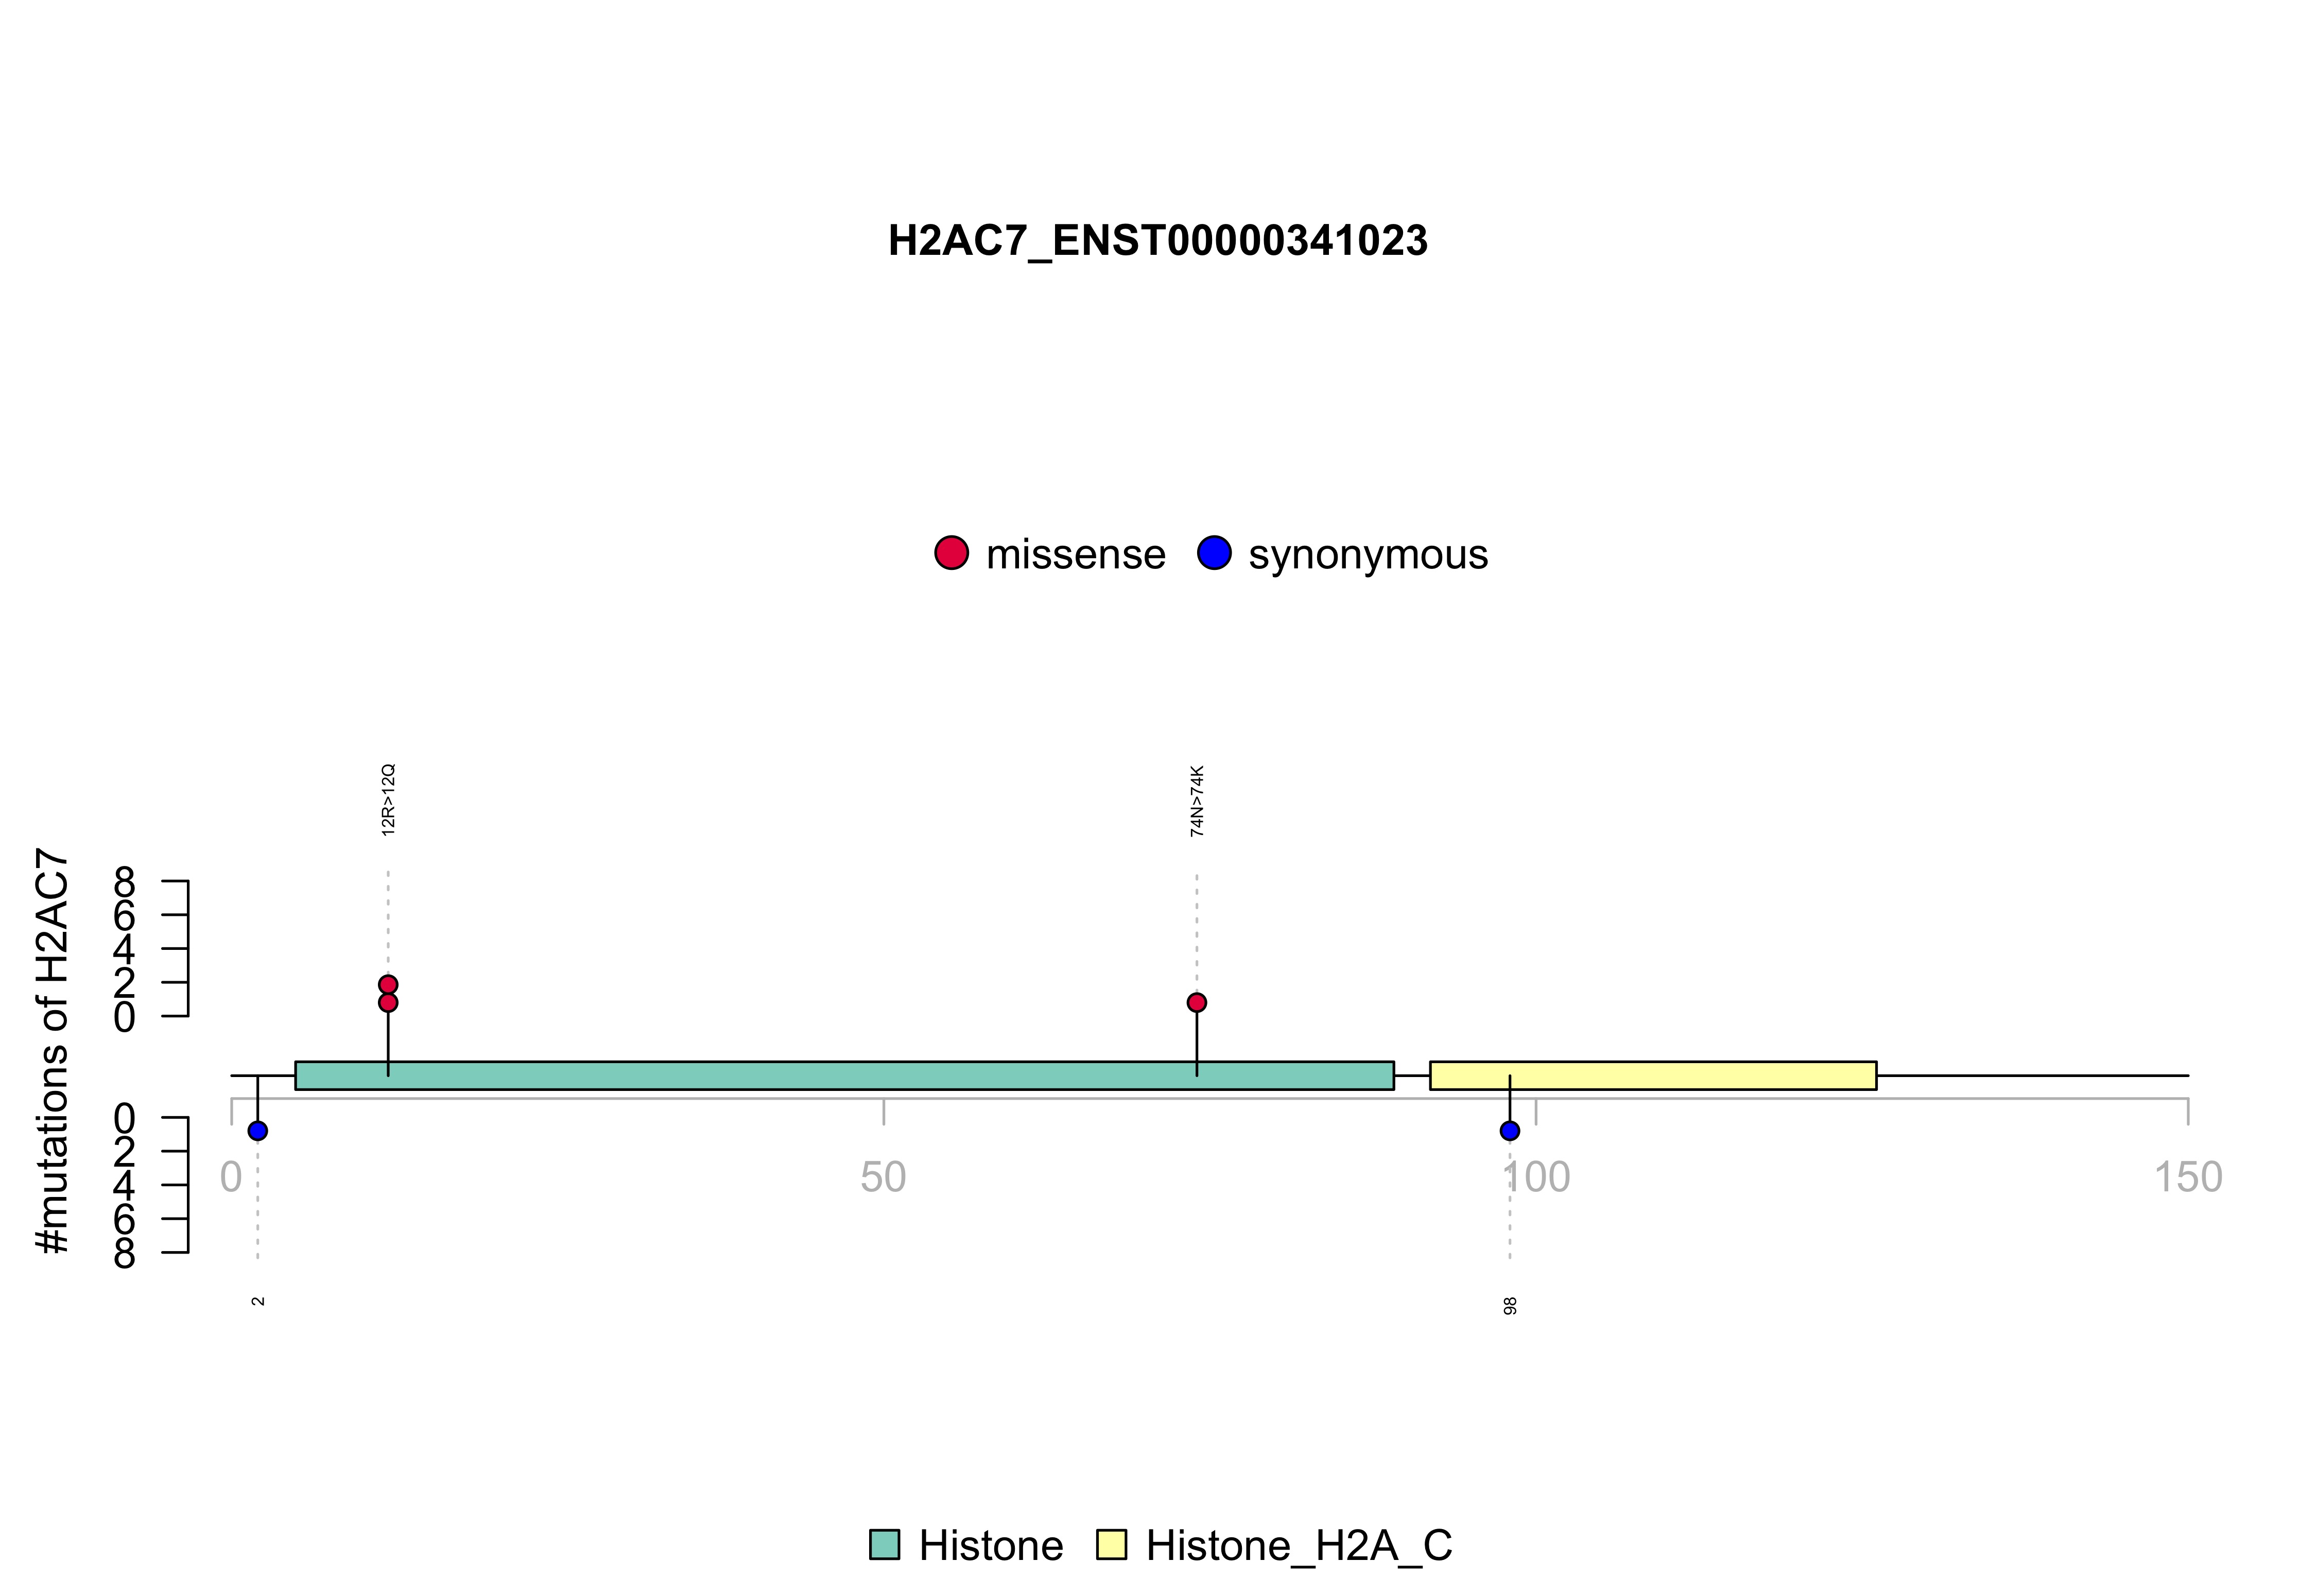 H2AC7_ENST00000341023
missense synonymous
12R>12Q
74N>74K
#mutations of H2AC7
8
6
4
2
0
0
2
4
6
8
0 50 100 150
2
98
Histone Histone_H2A_C